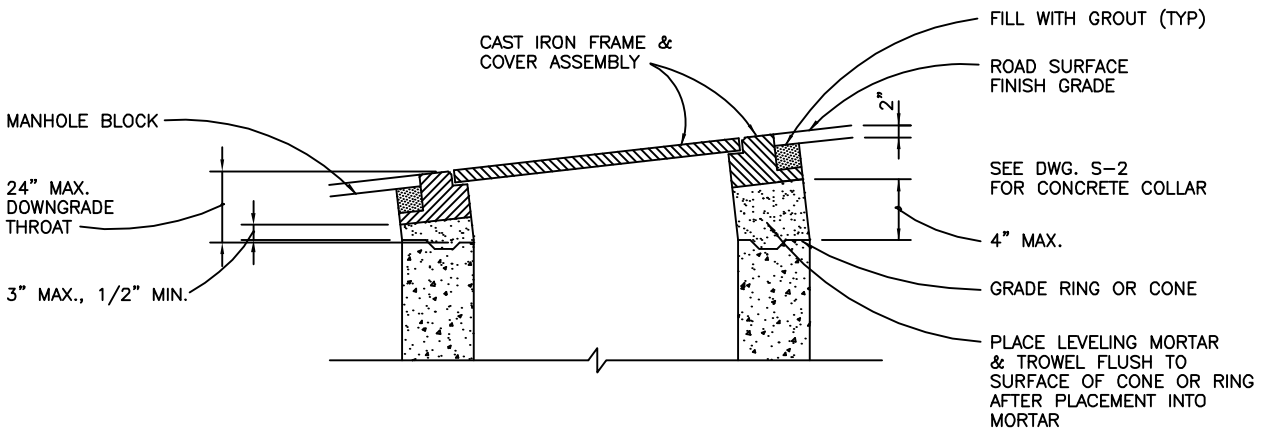 FILL WITH GROUT (TYP)
CAST IRON FRAME &
COVER ASSEMBLY
ROAD SURFACE
FINISH GRADE
2"
MANHOLE BLOCK
24" MAX.
DOWNGRADE
THROAT
SEE DWG. S-2
FOR CONCRETE COLLAR
4" MAX.
3" MAX., 1/2" MIN.
GRADE RING OR CONE
PLACE LEVELING MORTAR
& TROWEL FLUSH TO
SURFACE OF CONE OR RING
AFTER PLACEMENT INTO
MORTAR